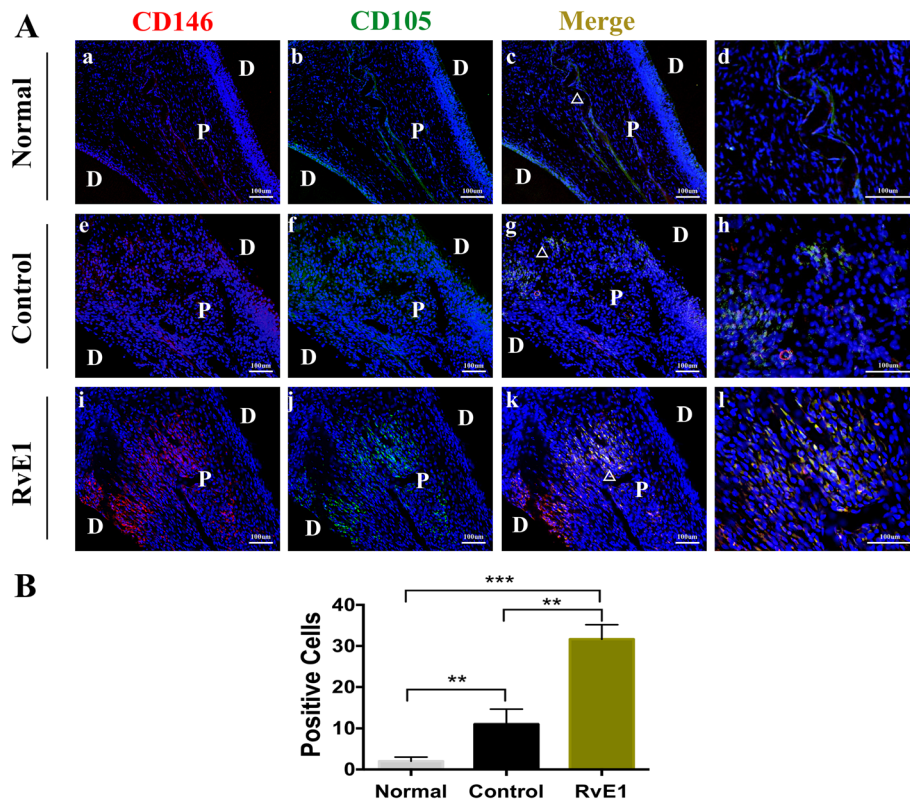 A
CD146 CD105 Merge
Normal
a D P D 100um
b D P D 100um
c D P D 100um
d 100um
Control
e D P D 100um
f D P D 100um
g D P D 100um
h 100um
RvE1
i D P D 100um
j D P D 100um
k D P D 100um
l 100um
B
***
**
**
Positive Cells
40
30
20
10
0
Normal Control RvE1